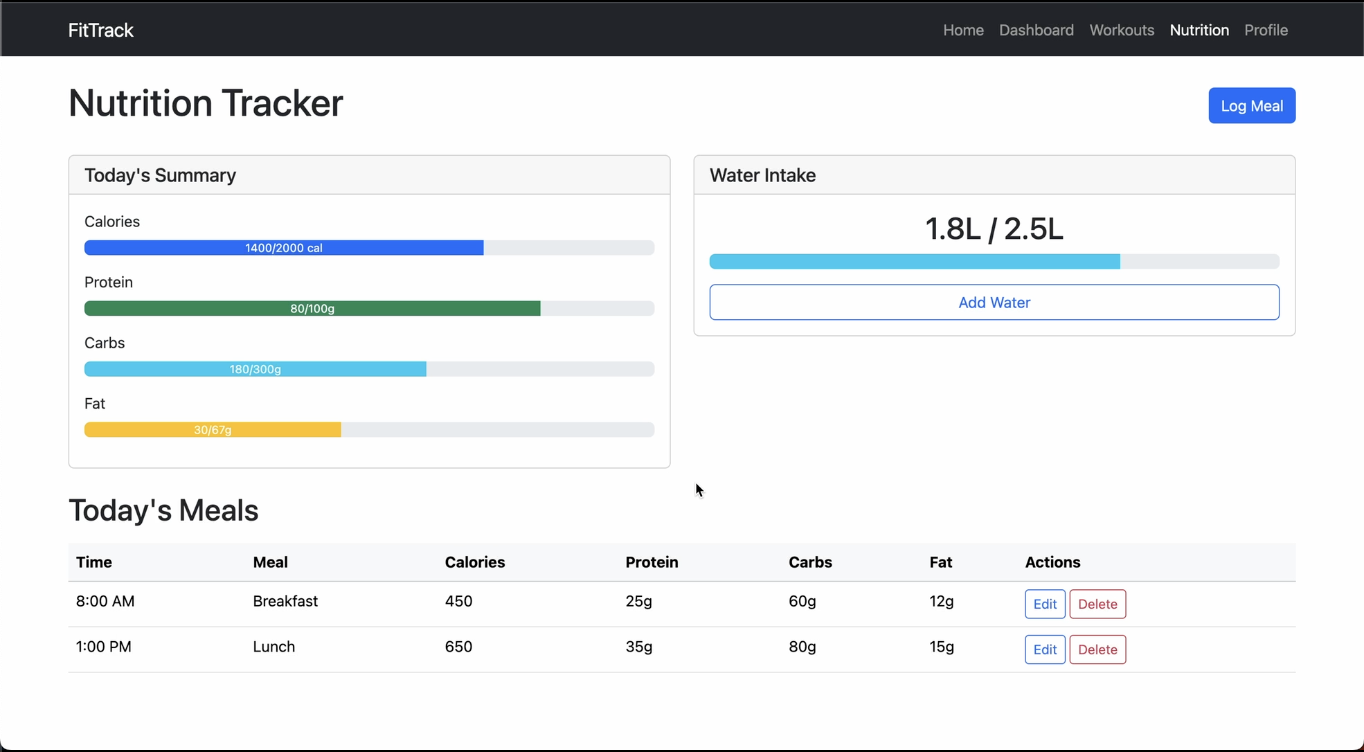 FitTrack
Home Dashboard Workouts Nutrition Profile
Nutrition Tracker
Log Meal
Today's Summary
Calories
1400/2000 cal
Protein
80/100g
Carbs
180/300g
Fat
30/67g
Water Intake
1.8L / 2.5L
Add Water
Today's Meals
Time Meal Calories Protein Carbs Fat Actions
8:00 AM Breakfast 450 25g 60g 12g Edit Delete
1:00 PM Lunch 650 35g 80g 15g Edit Delete